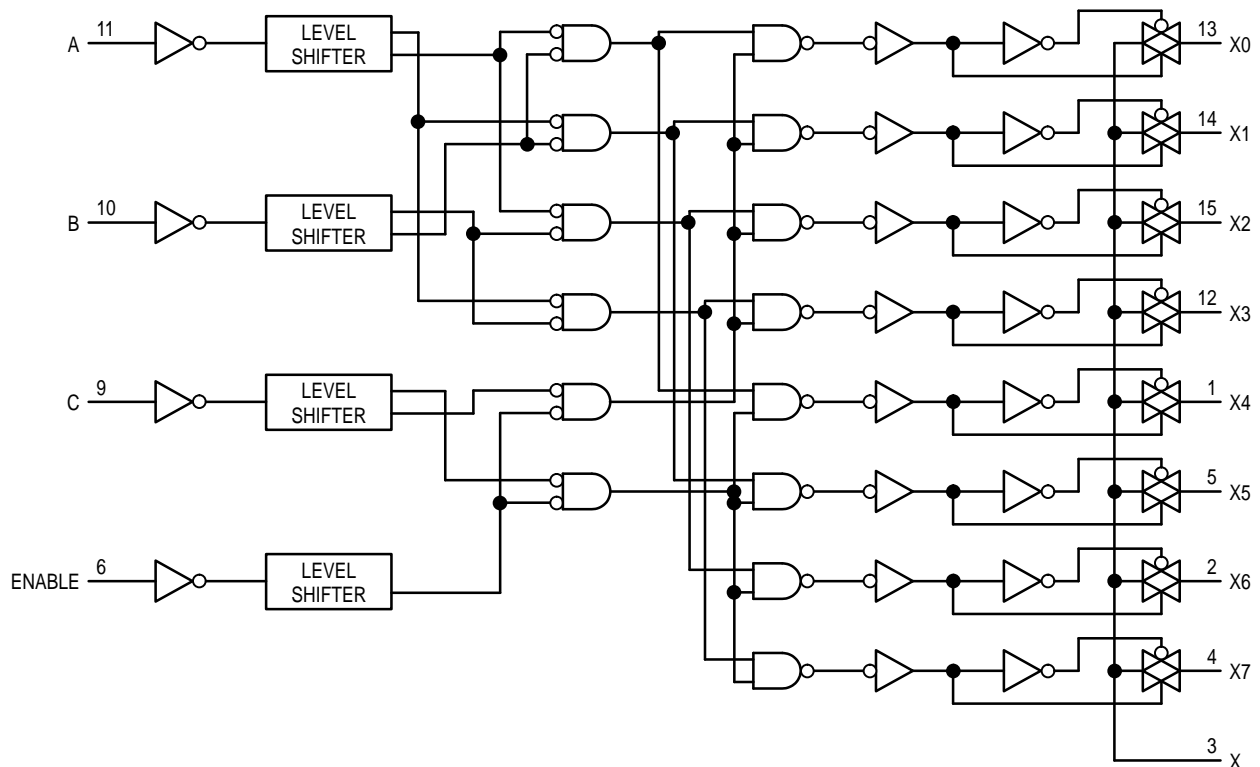 A 11 LEVEL SHIFTER 13 X0
14 X1
B 10 LEVEL SHIFTER 15 X2
12 X3
C 9 LEVEL SHIFTER 1 X4
5 X5
ENABLE 6 LEVEL SHIFTER 2 X6
4 X7
3 X